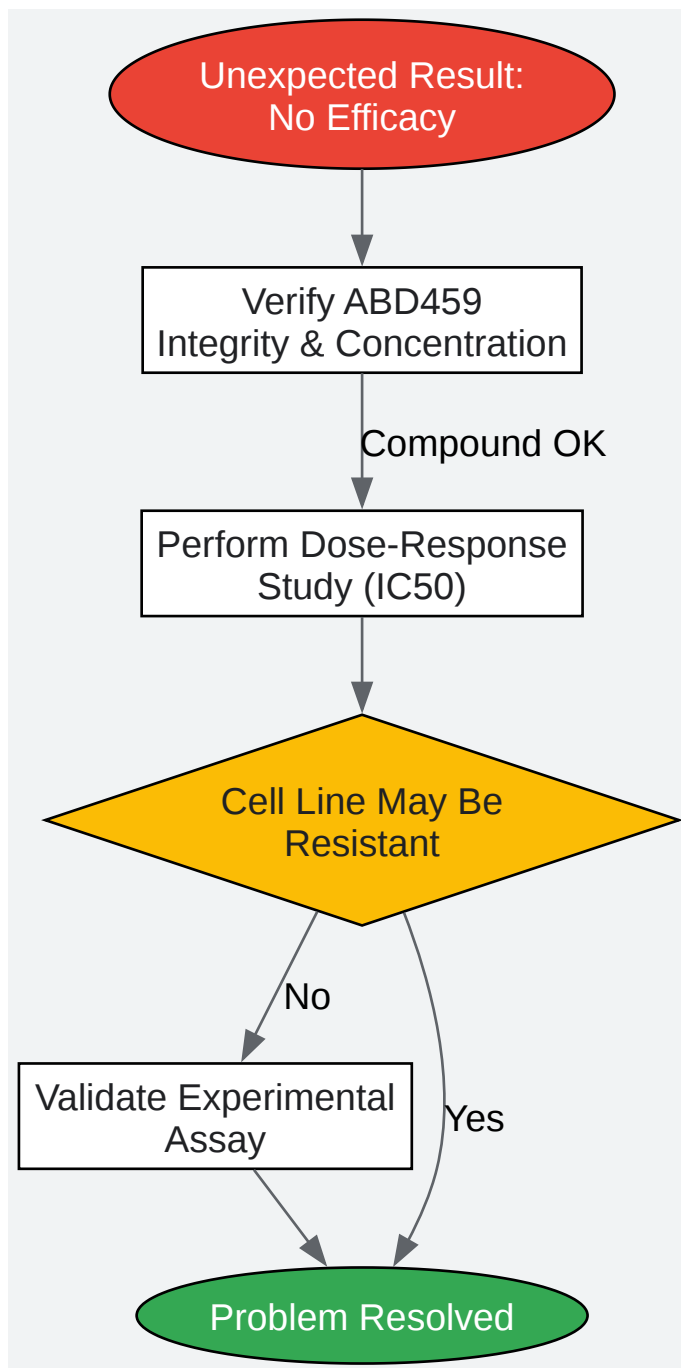 Unexpected Result:
No Efficacy
Verify ABD459
Integrity & Concentration
Compound OK
Perform Dose-Response
Study (IC50)
Cell Line May Be
Resistant
No
Validate Experimental
Assay
Yes
Problem Resolved